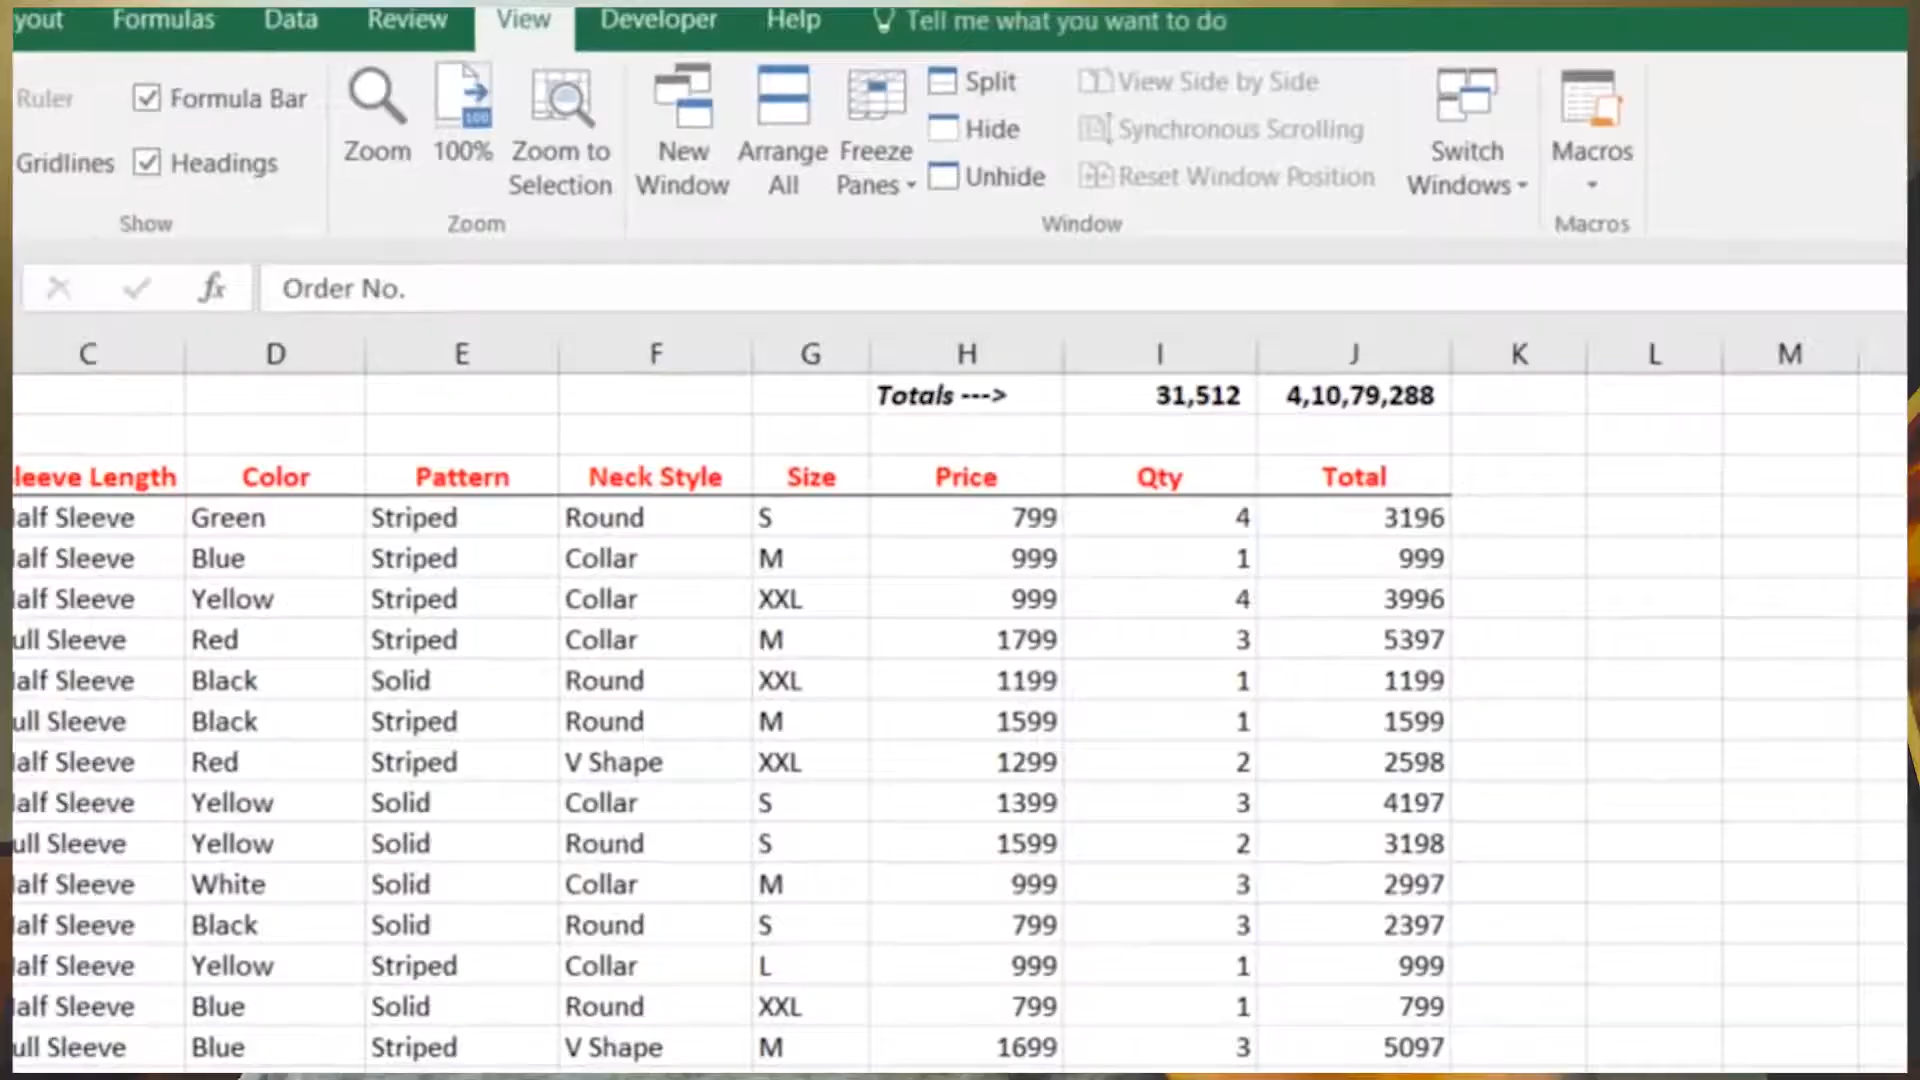 yout Formulas Data Review View Developer Help Tell me what you want to do
Ruler Formula Bar
Gridlines Headings
Show
Zoom 100% Zoom to Selection
Zoom
New Window Arrange All Freeze Panes
Split
Hide
Unhide
View Side by Side
Synchronous Scrolling
Reset Window Position
Switch Windows
Window
Macros
Macros
fx Order No.
C D E F G H I J K L M
Totals ---> 31,512 4,10,79,288
leeve Length Color Pattern Neck Style Size Price Qty Total
alf Sleeve Green Striped Round S 799 4 3196
alf Sleeve Blue Striped Collar M 999 1 999
alf Sleeve Yellow Striped Collar XXL 999 4 3996
ull Sleeve Red Striped Collar M 1799 3 5397
alf Sleeve Black Solid Round XXL 1199 1 1199
ull Sleeve Black Striped Round M 1599 1 1599
alf Sleeve Red Striped V Shape XXL 1299 2 2598
alf Sleeve Yellow Solid Collar S 1399 3 4197
ull Sleeve Yellow Solid Round S 1599 2 3198
alf Sleeve White Solid Collar M 999 3 2997
alf Sleeve Black Solid Round S 799 3 2397
alf Sleeve Yellow Striped Collar L 999 1 999
alf Sleeve Blue Solid Round XXL 799 1 799
ull Sleeve Blue Striped V Shape M 1699 3 5097